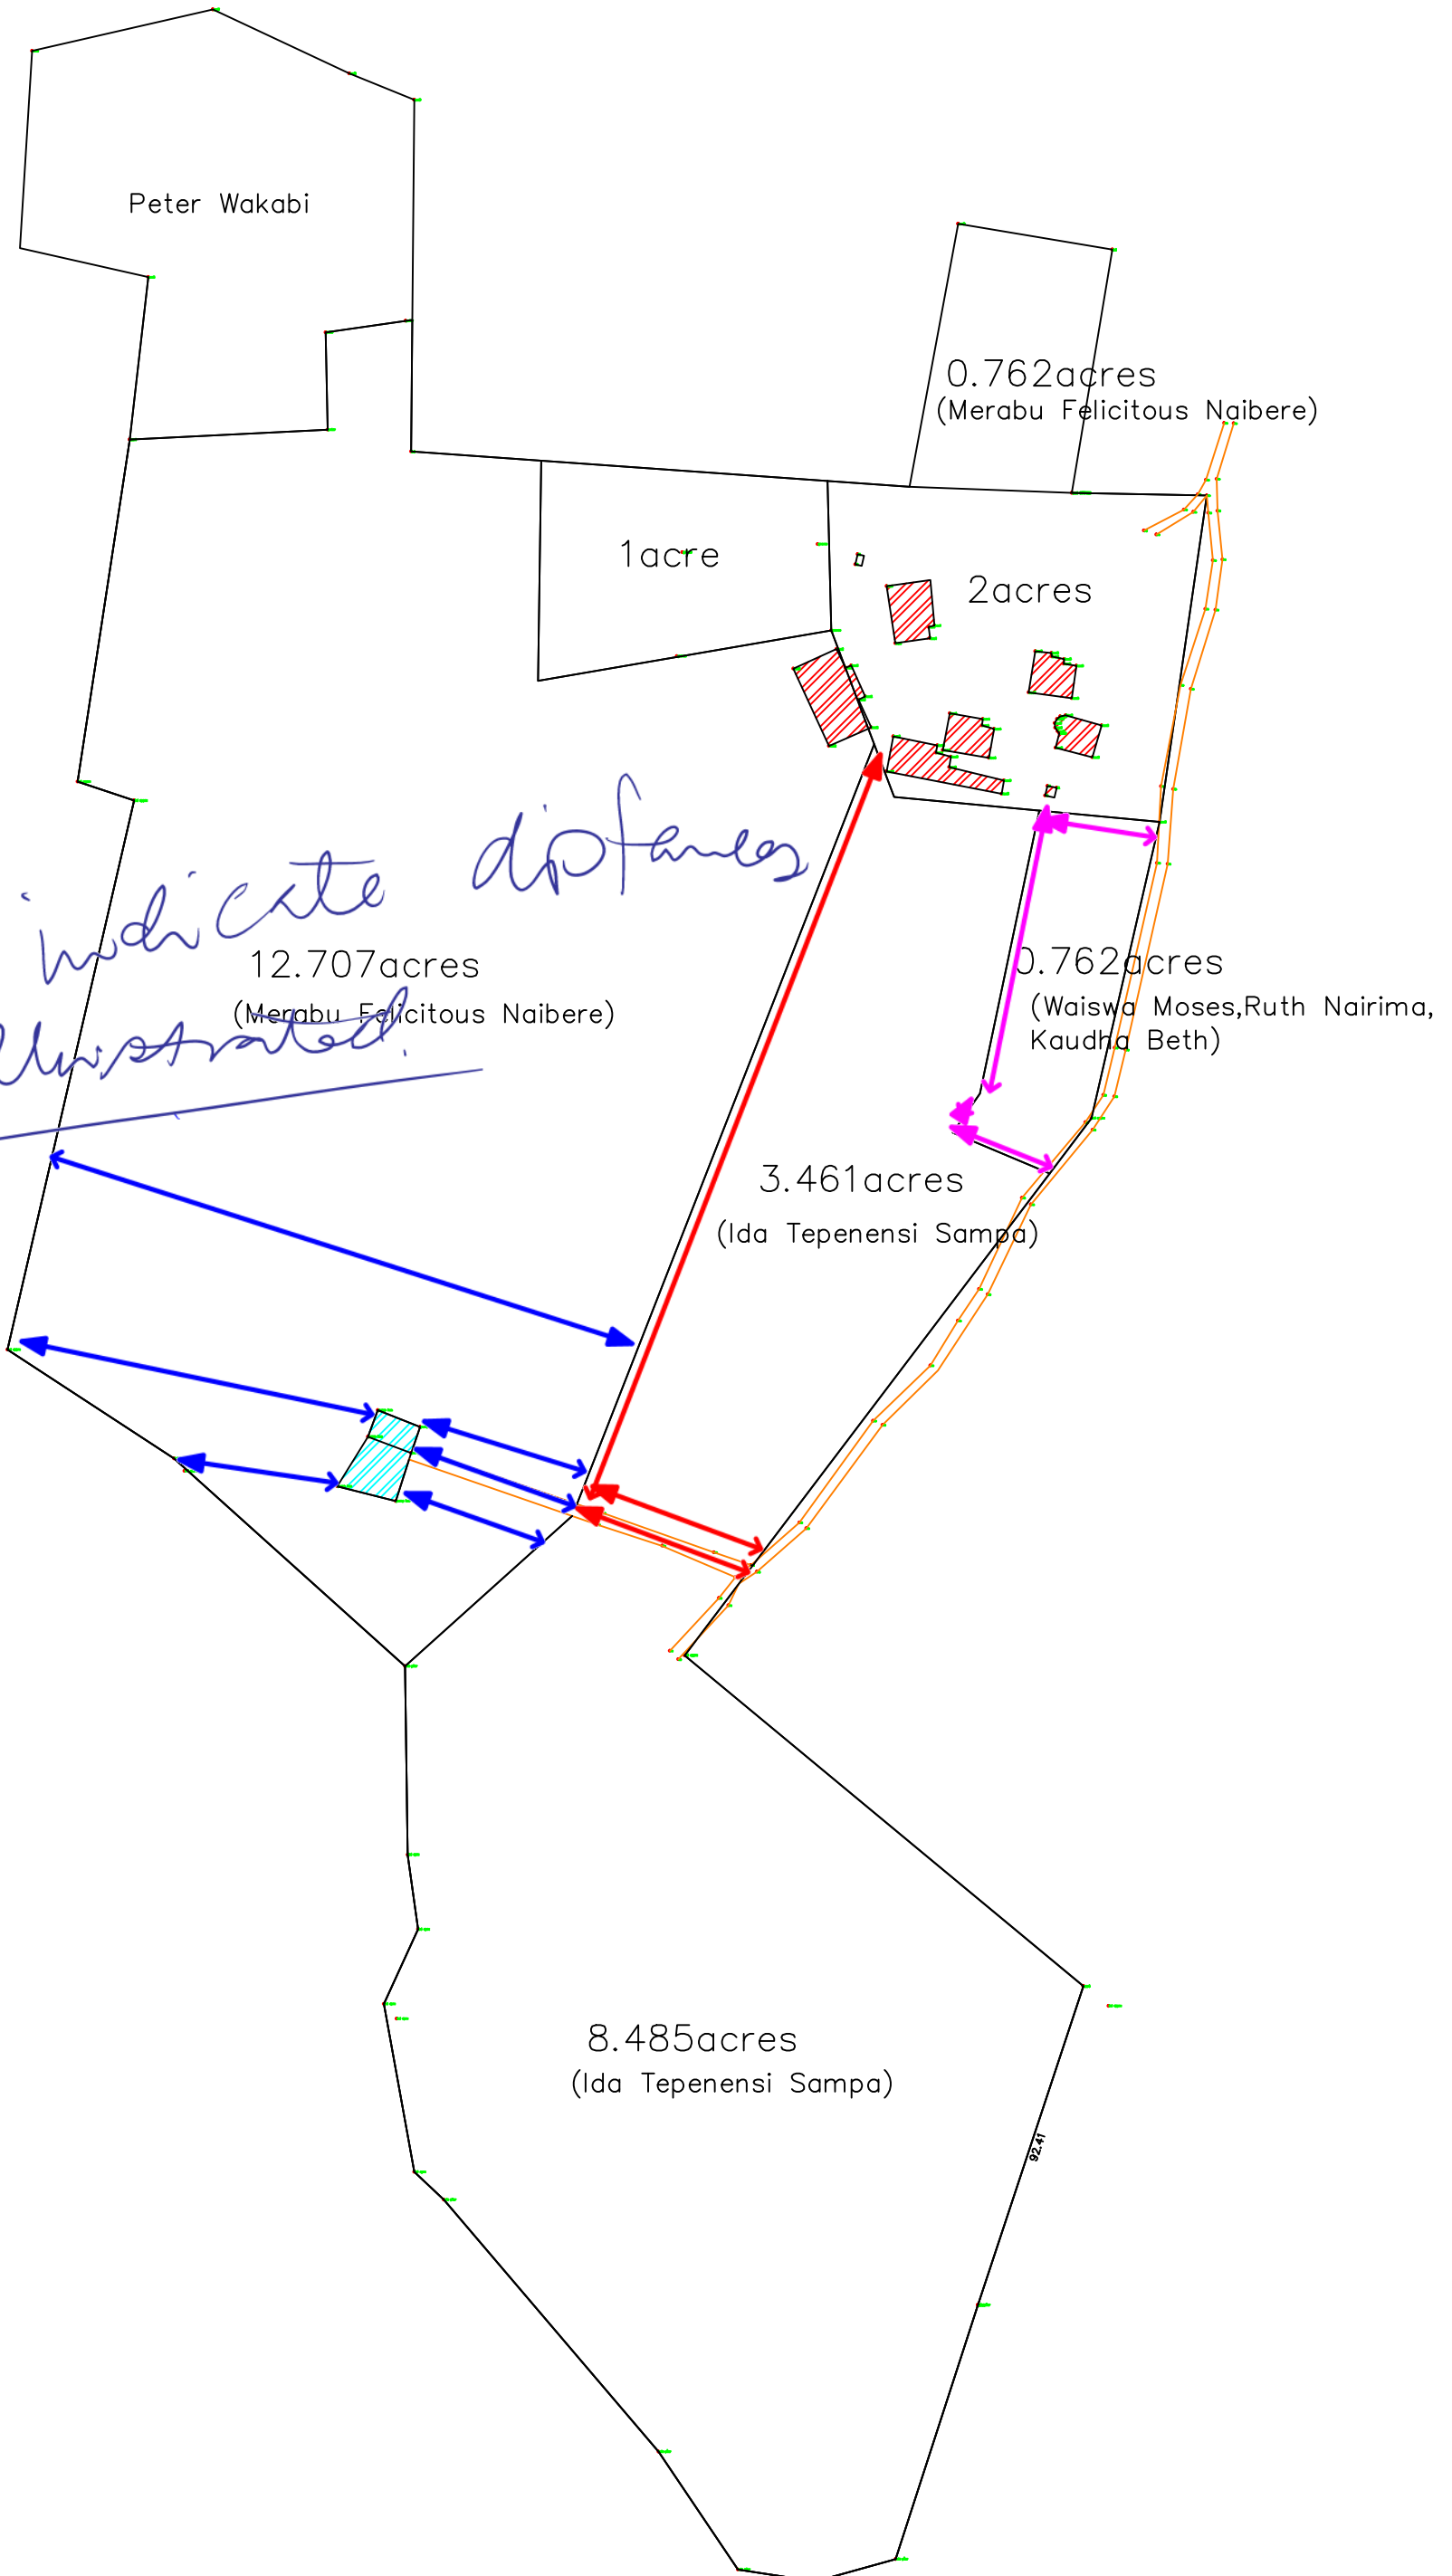 Peter Wakabi
0.762acres
(Merabu Felicitous Naibere)
1acre
2acres
indicate distances
12.707acres
(Merabu Felicitous Naibere)
illustrated.
0.762acres
(Waiswa Moses,Ruth Nairima,
Kaudha Beth)
3.461acres
(Ida Tepenensi Sampa)
8.485acres
(Ida Tepenensi Sampa)
92.41